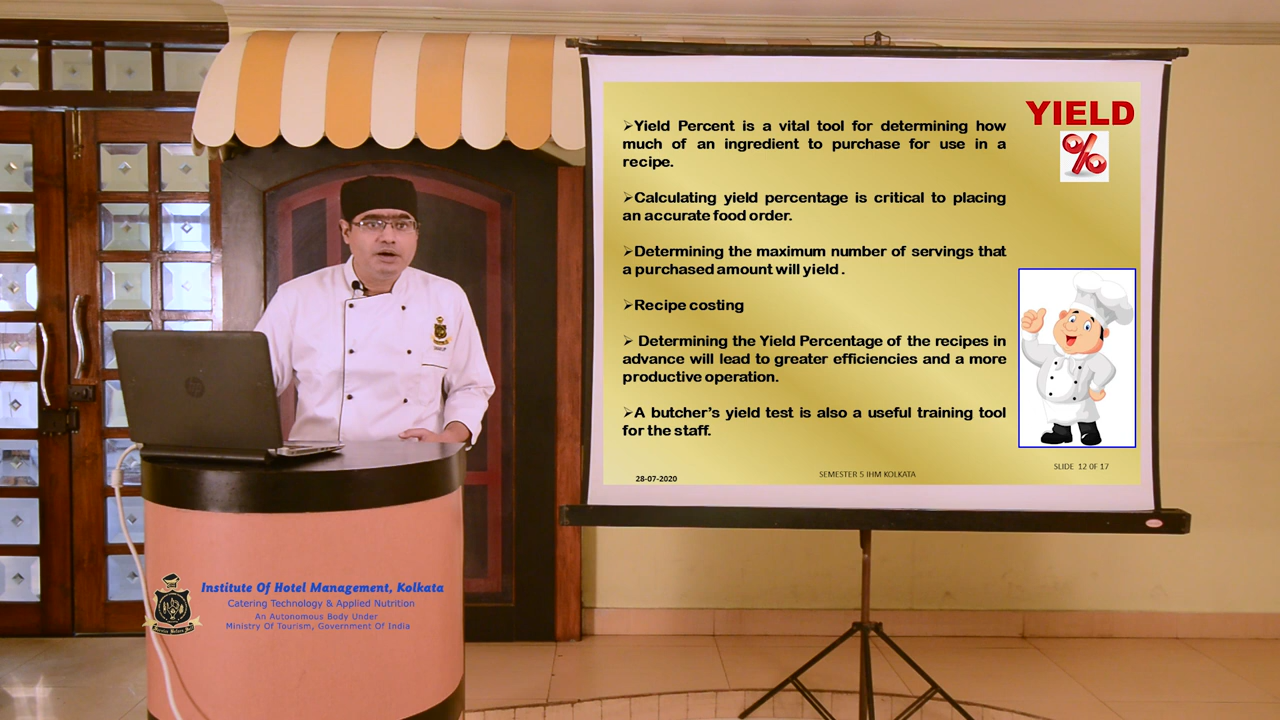 YIELD
%
➢Yield Percent is a vital tool for determining how
much of an ingredient to purchase for use in a
recipe.
➢Calculating yield percentage is critical to placing
an accurate food order.
➢Determining the maximum number of servings that
a purchased amount will yield .
➢Recipe costing
➢ Determining the Yield Percentage of the recipes in
advance will lead to greater efficiencies and a more
productive operation.
➢A butcher’s yield test is also a useful training tool
for the staff.
28-07-2020
SEMESTER 5 IHM KOLKATA
SLIDE 12 OF 17
hp
Institute Of Hotel Management, Kolkata
Catering Technology & Applied Nutrition
An Autonomous Body Under
Ministry Of Tourism, Government Of India